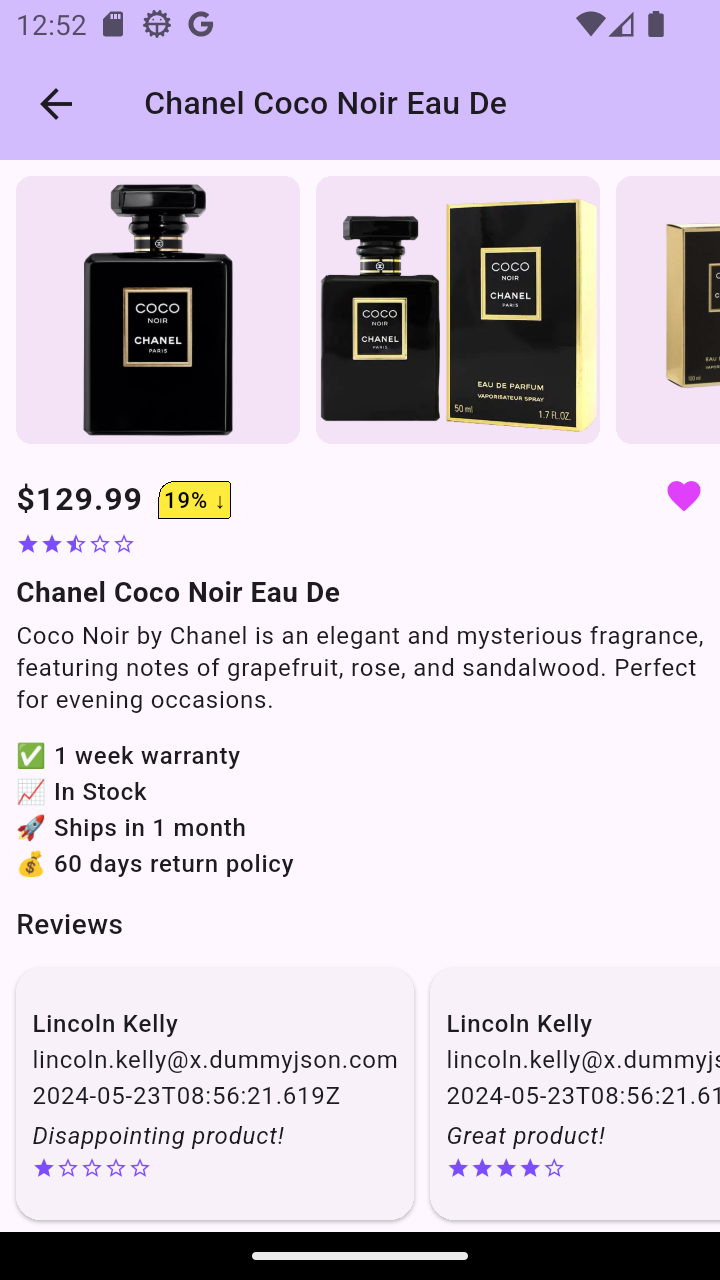 12:52
Chanel Coco Noir Eau De
COCO
NOIR
CHANEL
PARIS
COCO
NOIR
CHANEL
PARIS
COCO
NOIR
CHANEL
PARIS
EAU DE PARFUM
VAPORISATEUR SPRAY
50 ml
1.7 FL.OZ.
$129.99
19% ↓
Chanel Coco Noir Eau De
Coco Noir by Chanel is an elegant and mysterious fragrance,
featuring notes of grapefruit, rose, and sandalwood. Perfect
for evening occasions.
✅ 1 week warranty
📈 In Stock
🚀 Ships in 1 month
💰 60 days return policy
Reviews
Lincoln Kelly
lincoln.kelly@x.dummyjson.com
2024-05-23T08:56:21.619Z
Disappointing product!
Lincoln Kelly
lincoln.kelly@x.dummyjs
2024-05-23T08:56:21.61
Great product!